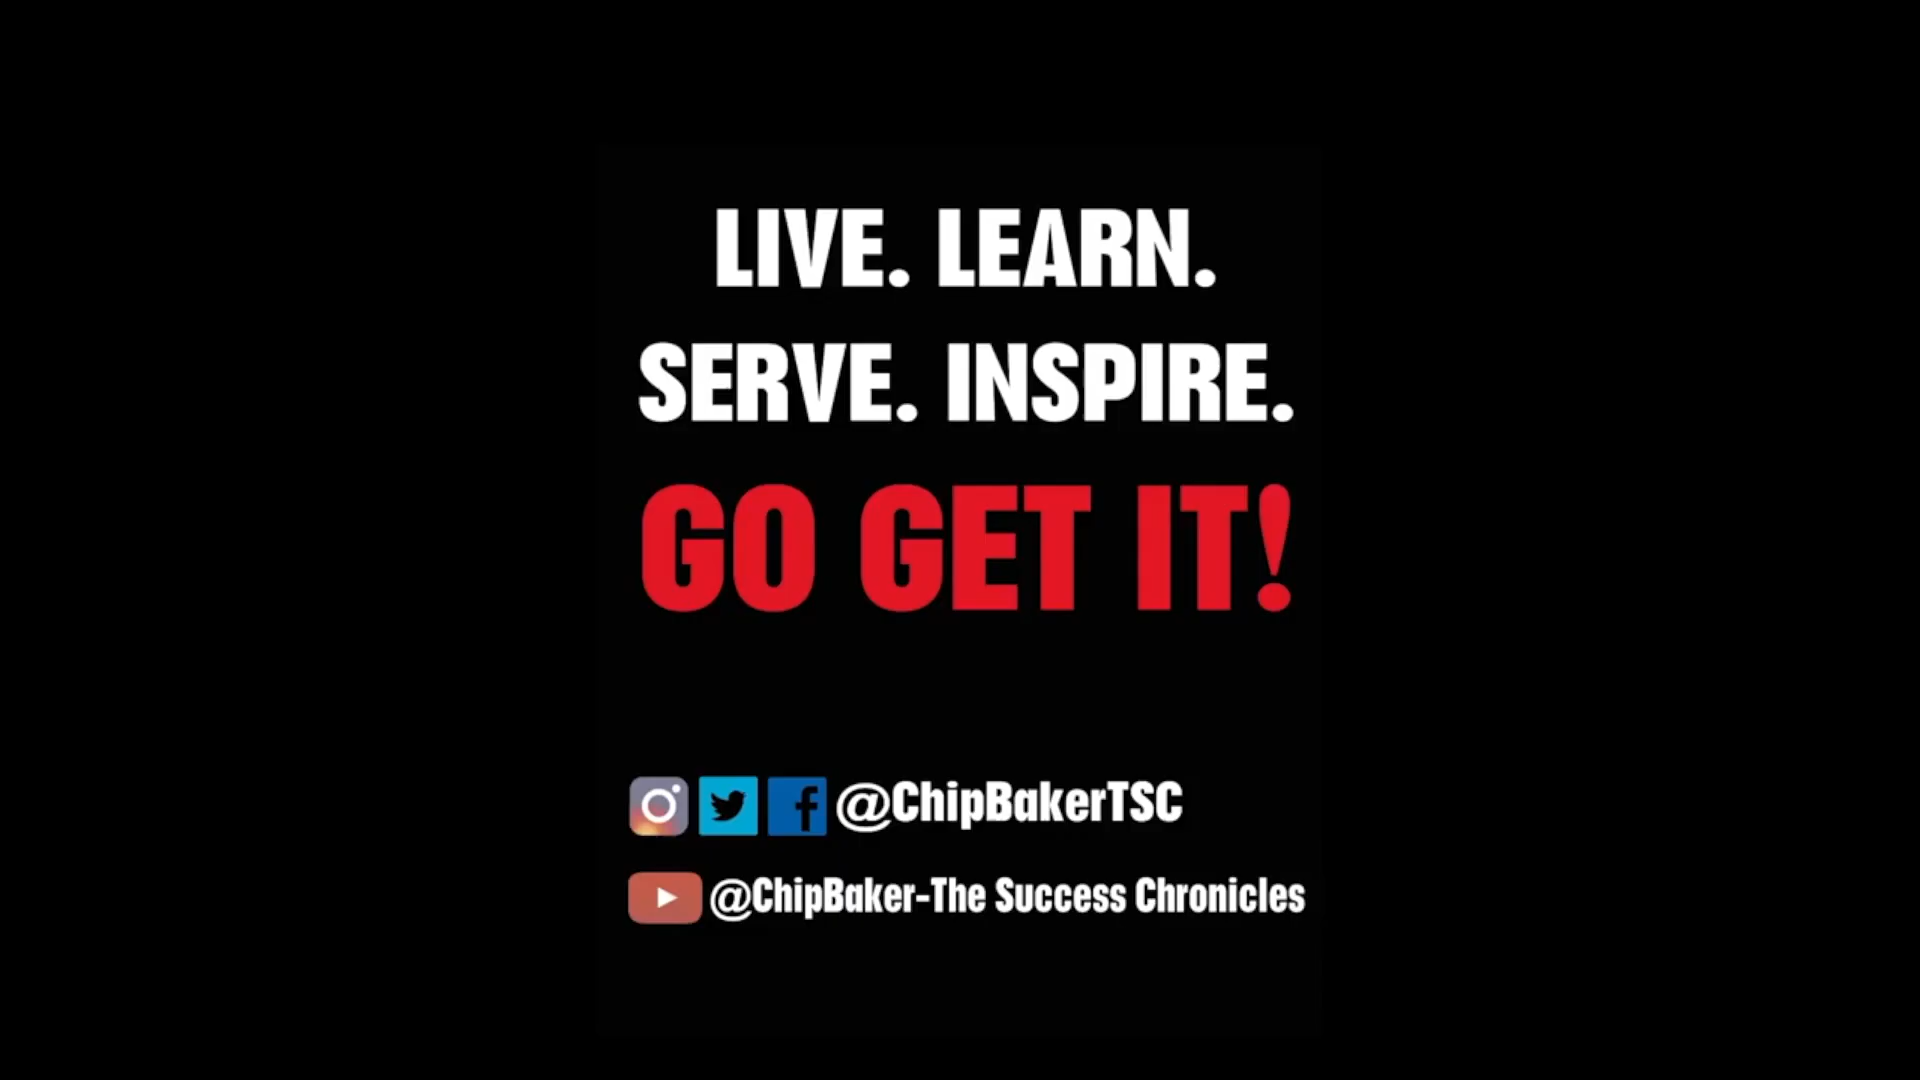 LIVE. LEARN.
SERVE. INSPIRE.
GO GET IT!
@ChipBakerTSC
@ChipBaker-The Success Chronicles